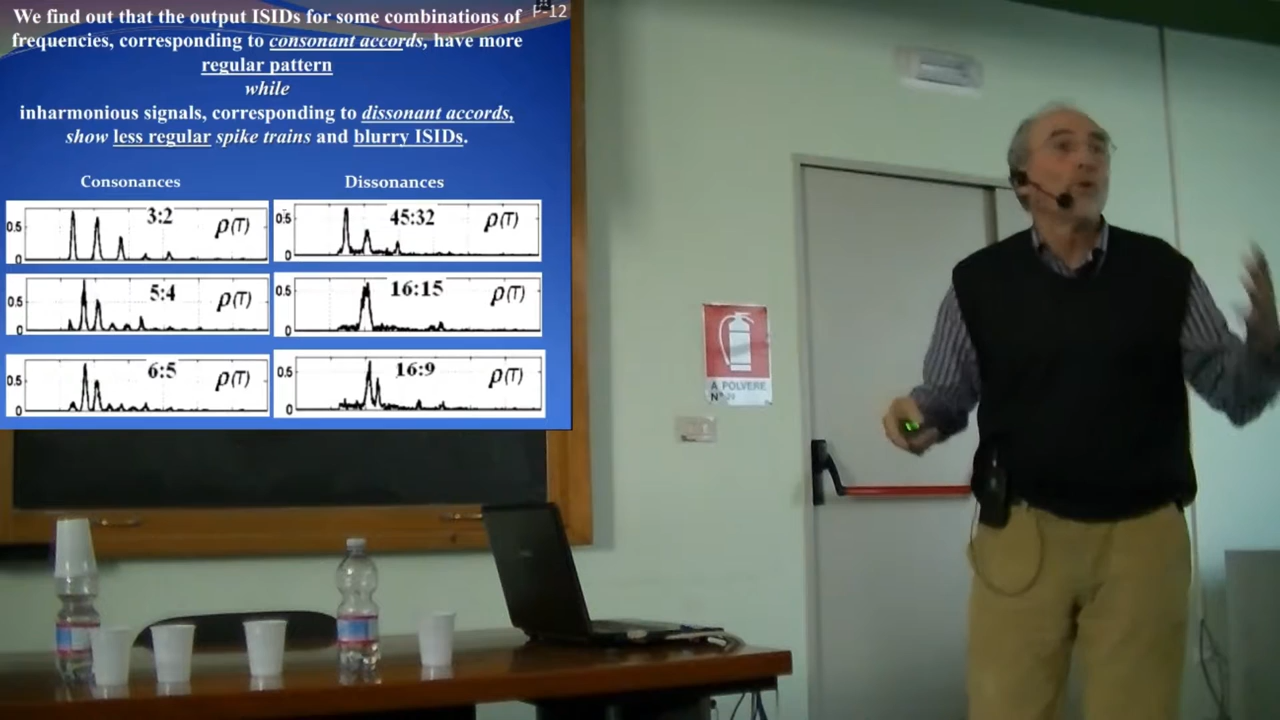 P-12
We find out that the output ISIDs for some combinations of
frequencies, corresponding to consonant accords, have more
regular pattern
while
inharmonious signals, corresponding to dissonant accords,
show less regular spike trains and blurry ISIDs.
Consonances Dissonances
0.5 3:2 ρ(T)
0
0.5 45:32 ρ(T)
0
0.5 5:4 ρ(T)
0
0.5 16:15 ρ(T)
0
0.5 6:5 ρ(T)
0
0.5 16:9 ρ(T)
0
A POLVERE
N°